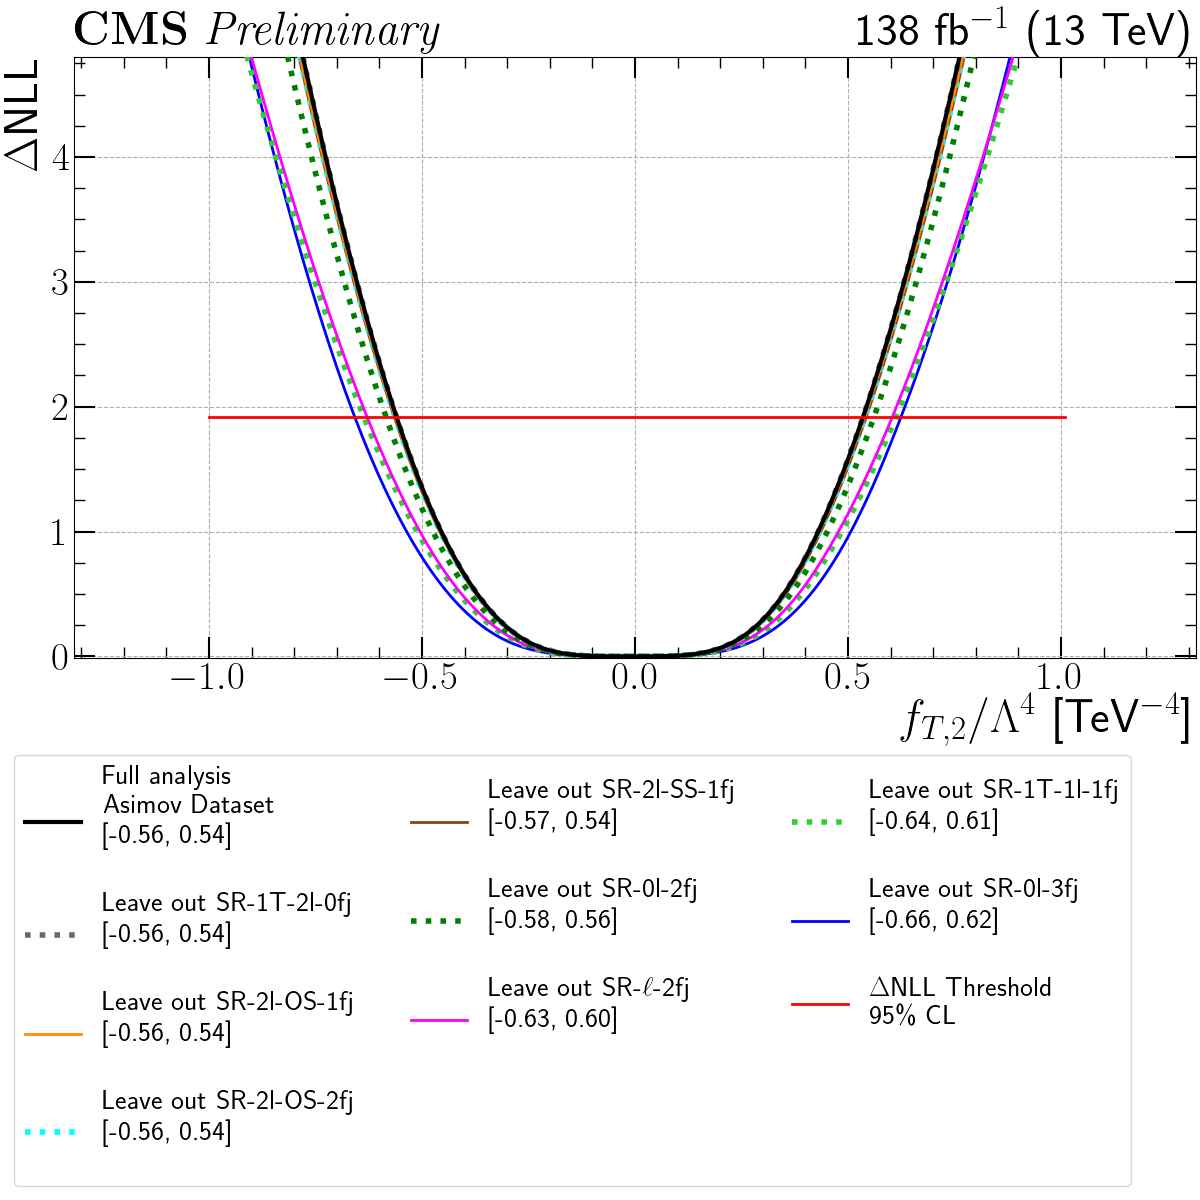 CMS Preliminary 138 fb⁻¹ (13 TeV)
ΔNLL
4
3
2
1
0
−1.0 −0.5 0.0 0.5 1.0
f_{T,2}/Λ⁴ [TeV⁻⁴]
Full analysis
Asimov Dataset
[-0.56, 0.54]
Leave out SR-1T-2l-0fj
[-0.56, 0.54]
Leave out SR-2l-OS-1fj
[-0.56, 0.54]
Leave out SR-2l-OS-2fj
[-0.56, 0.54]
Leave out SR-2l-SS-1fj
[-0.57, 0.54]
Leave out SR-0l-2fj
[-0.58, 0.56]
Leave out SR-ℓ-2fj
[-0.63, 0.60]
Leave out SR-1T-1l-1fj
[-0.64, 0.61]
Leave out SR-0l-3fj
[-0.66, 0.62]
ΔNLL Threshold
95% CL